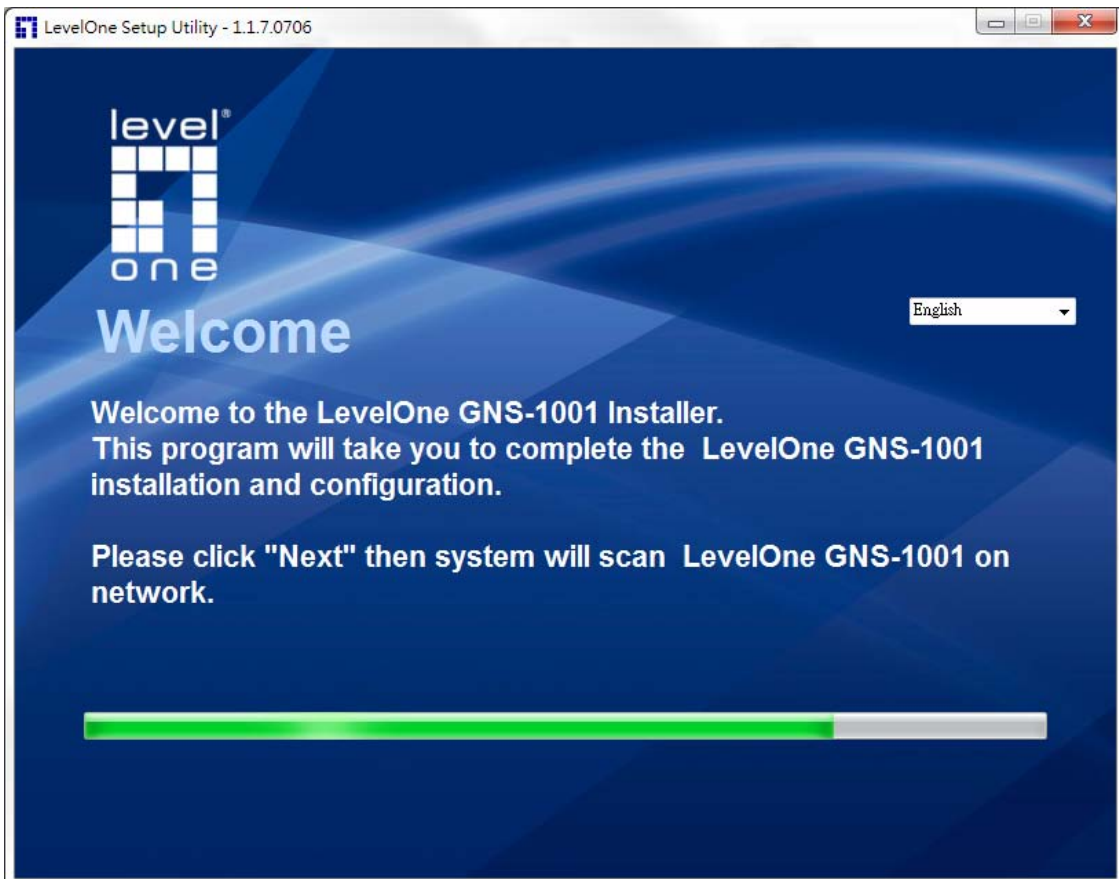 LevelOne Setup Utility - 1.1.7.0706
level®
one
Welcome
English
Welcome to the LevelOne GNS-1001 Installer.
This program will take you to complete the  LevelOne GNS-1001
installation and configuration.
Please click "Next" then system will scan  LevelOne GNS-1001 on
network.